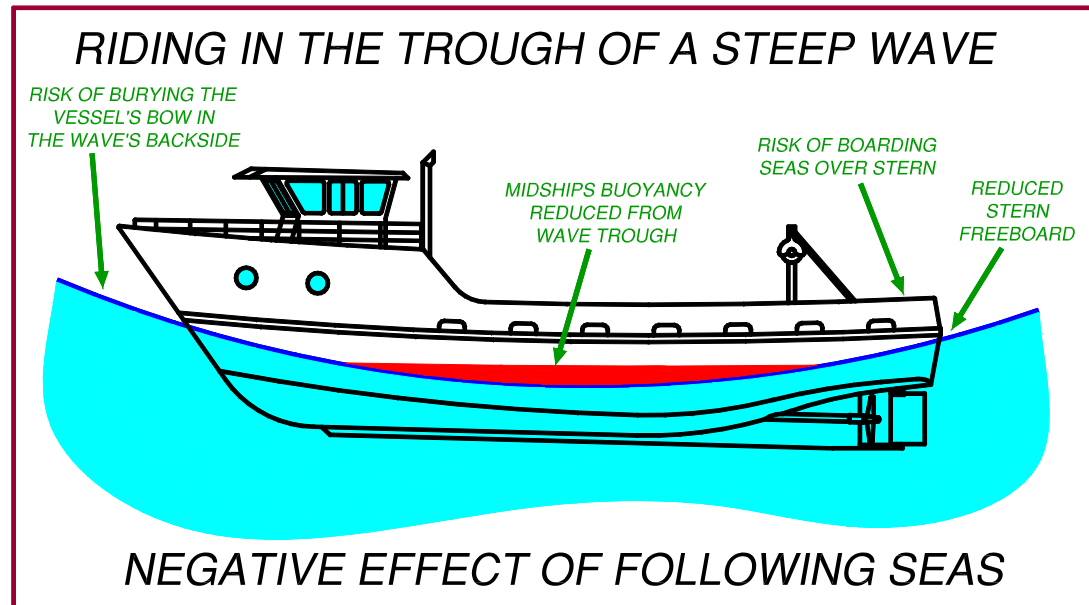 RIDING IN THE TROUGH OF A STEEP WAVE
RISK OF BURYING THE
VESSEL'S BOW IN
THE WAVE'S BACKSIDE
MIDSHIPS BUOYANCY
REDUCED FROM
WAVE TROUGH
RISK OF BOARDING
SEAS OVER STERN
REDUCED
STERN
FREEBOARD
NEGATIVE EFFECT OF FOLLOWING SEAS